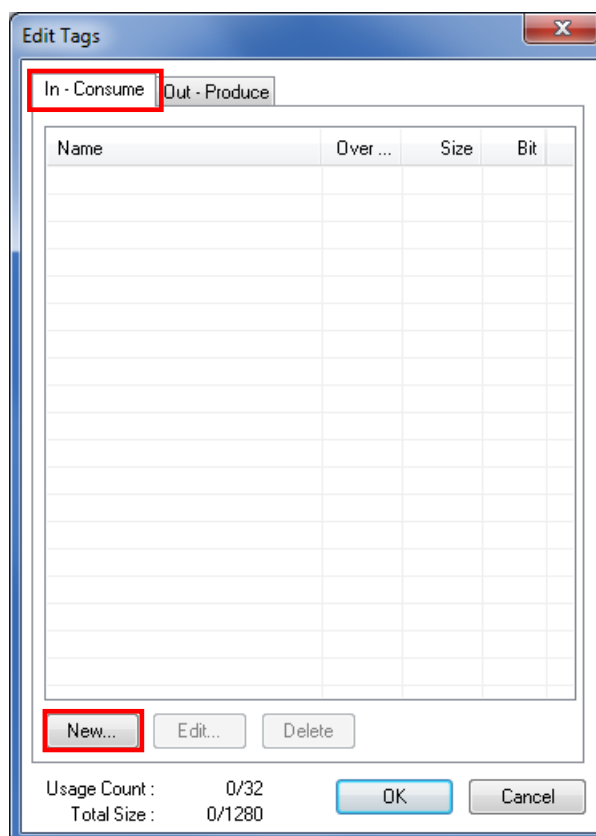 Edit Tags
In - Consume Out - Produce
Name Over ... Size Bit
New... Edit... Delete
Usage Count : 0/32
Total Size : 0/1280
OK Cancel